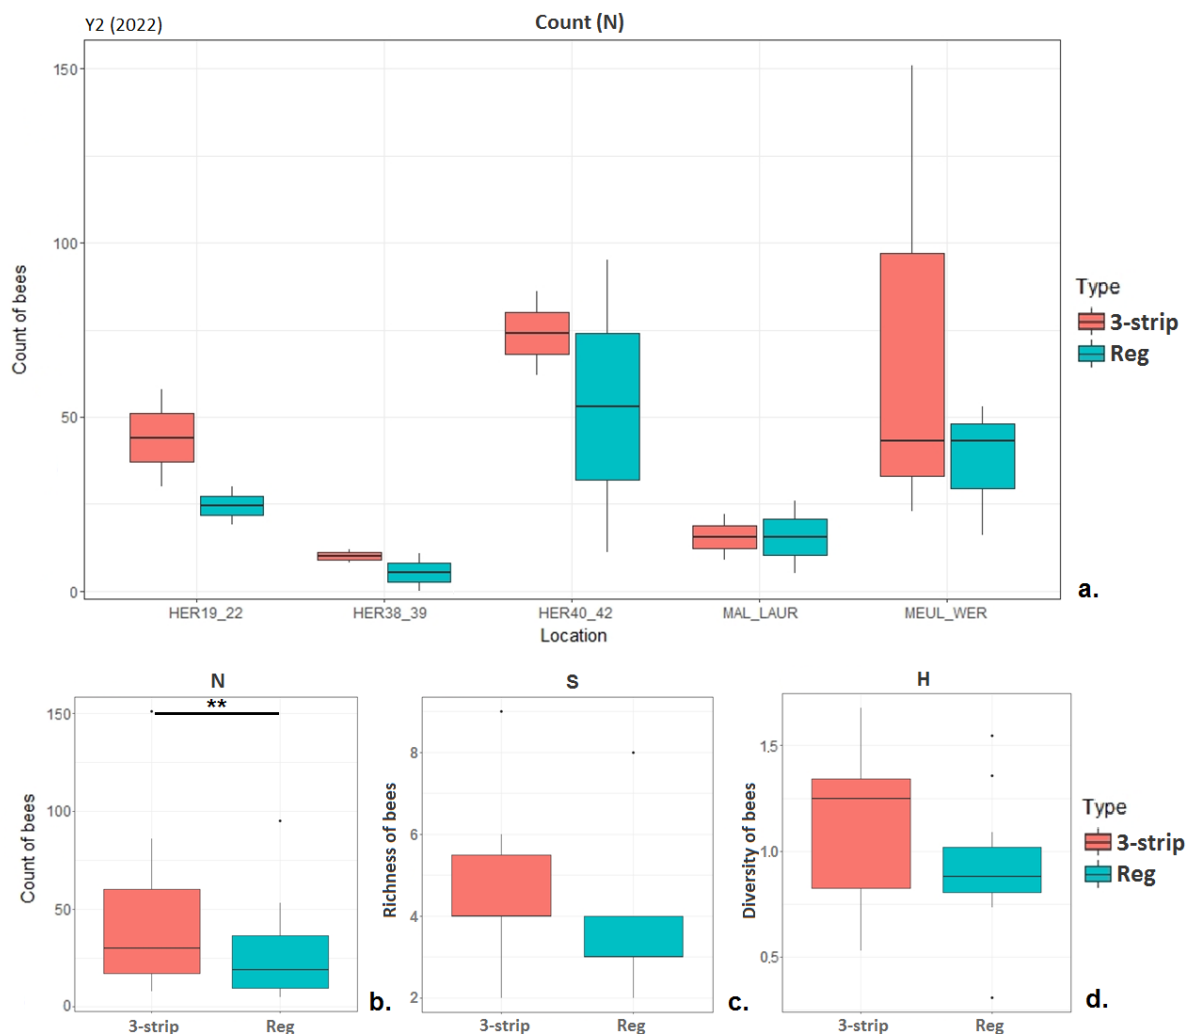 Y2 (2022)
Count (N)
150
100
50
0
Count of bees
HER19_22
HER38_39
HER40_42
MAL_LAUR
MEUL_WER
Location
Type
3-strip
Reg
a.
N
**
150
100
50
0
Count of bees
3-strip
Reg
b.
S
8
6
4
2
Richness of bees
3-strip
Reg
c.
H
1,5
1.0
0.5
Diversity of bees
3-strip
Reg
d.
Type
3-strip
Reg